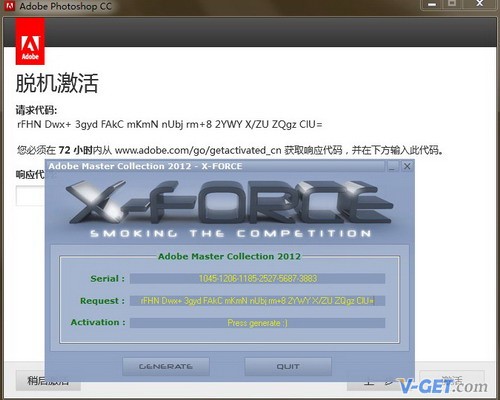 Adobe Photoshop CC
Adobe
脱机激活
请求代码:
rFHN Dwx+ 3gyd FAkC mKmN nUbj rm+8 2YWY X/ZU ZQgz CIU=
您必须在 72 小时内从 www.adobe.com/go/getactivated_cn 获取响应代码，并在下方输入此代码。
响应代
Adobe Master Collection 2012 - X-FORCE
X-FORCE
SMOKING THE COMPETITION
Adobe Master Collection 2012
Serial : 1045-1206-1185-2527-5687-3883
Request : rFHN Dwx+ 3gyd FAkC mKmN nUbj rm+8 2YWY X/ZU ZQgz CIU=
Activation : Press generate :|
GENERATE QUIT
稍后激活 激活
V-GET.com